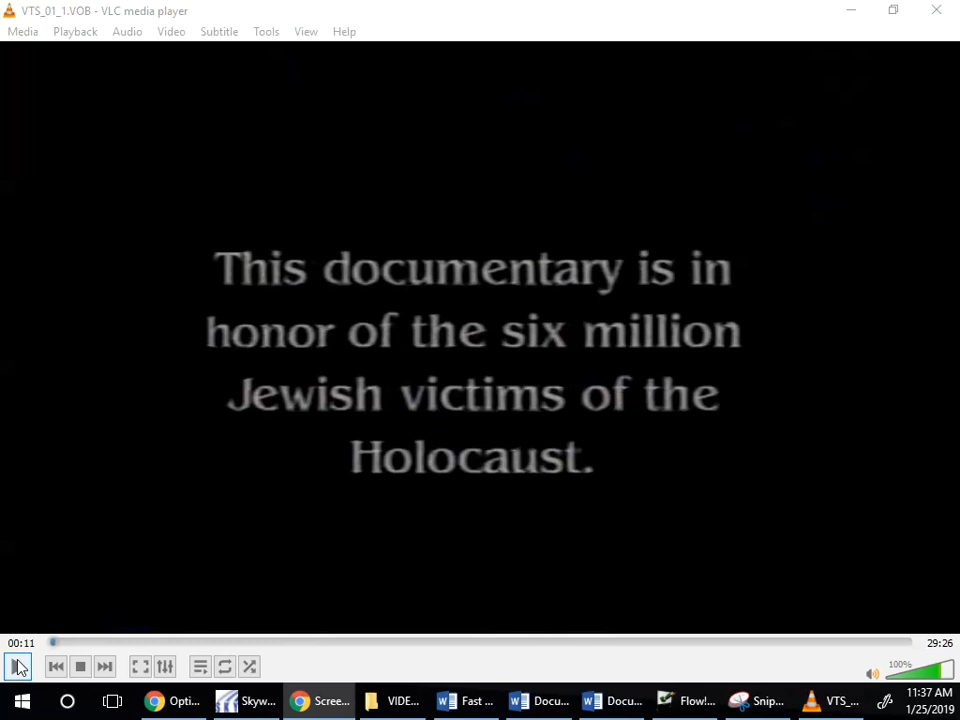 VTS_01_1.VOB - VLC media player
Media Playback Audio Video Subtitle Tools View Help
This documentary is in
honor of the six million
Jewish victims of the
Holocaust.
00:11 29:26
100%
Opti... Skyw... Scree... VIDE... Fast ... Docu... Docu... Flow!... Snip... VTS_... 11:37 AM
1/25/2019